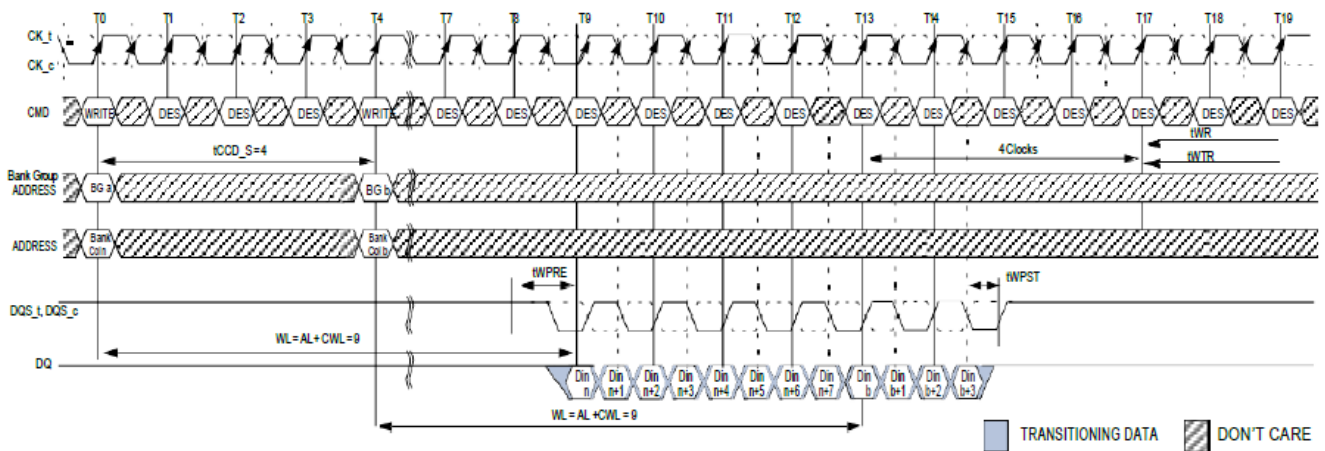 T0 T1 T2 T3 T4 T7 T8 T9 T10 T11 T12 T13 T14 T15 T16 T17 T18 T19
CK_t
CK_c
CMD WRITE DES DES DES WRITE DES DES DES DES DES DES DES DES DES DES DES DES DES
tWR
tCCD_S=4 4Clocks
tWTR
Bank Group
ADDRESS BG a BG b
ADDRESS Bank Col n Bank Col b
tWPRE tWPST
DQS_t, DQS_c
WL = AL + CWL = 9
DQ Din n Din n+1 Din n+2 Din n+3 Din n+4 Din n+5 Din n+6 Din n+7 Din b Din b+1 Din b+2 Din b+3
WL = AL + CWL = 9
TRANSITIONING DATA DON'T CARE